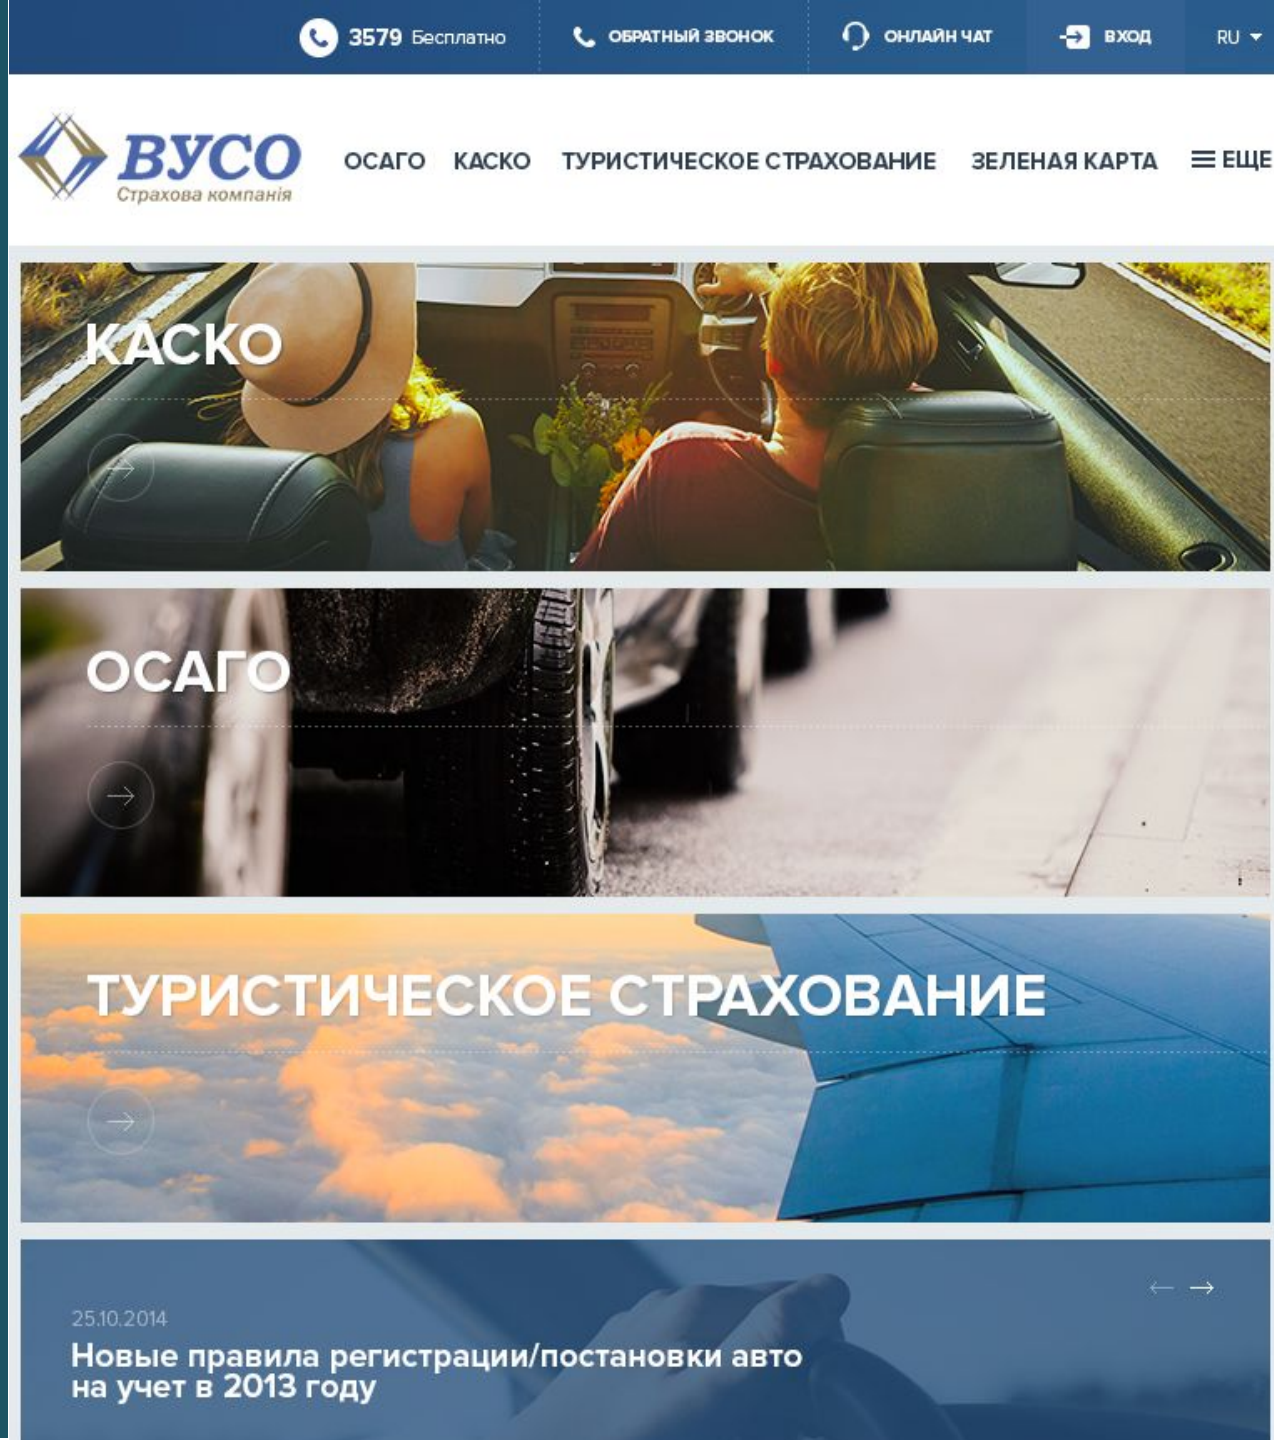 3579 Бесплатно
ОБРАТНЫЙ ЗВОНОК
ОНЛАЙН ЧАТ
ВХОД
RU
ВУСО
Страхова компанія
ОСАГО
КАСКО
ТУРИСТИЧЕСКОЕ СТРАХОВАНИЕ
ЗЕЛЕНАЯ КАРТА
ЕЩЕ
КАСКО
ОСАГО
ТУРИСТИЧЕСКОЕ СТРАХОВАНИЕ
25.10.2014
Новые правила регистрации/постановки авто
на учет в 2013 году